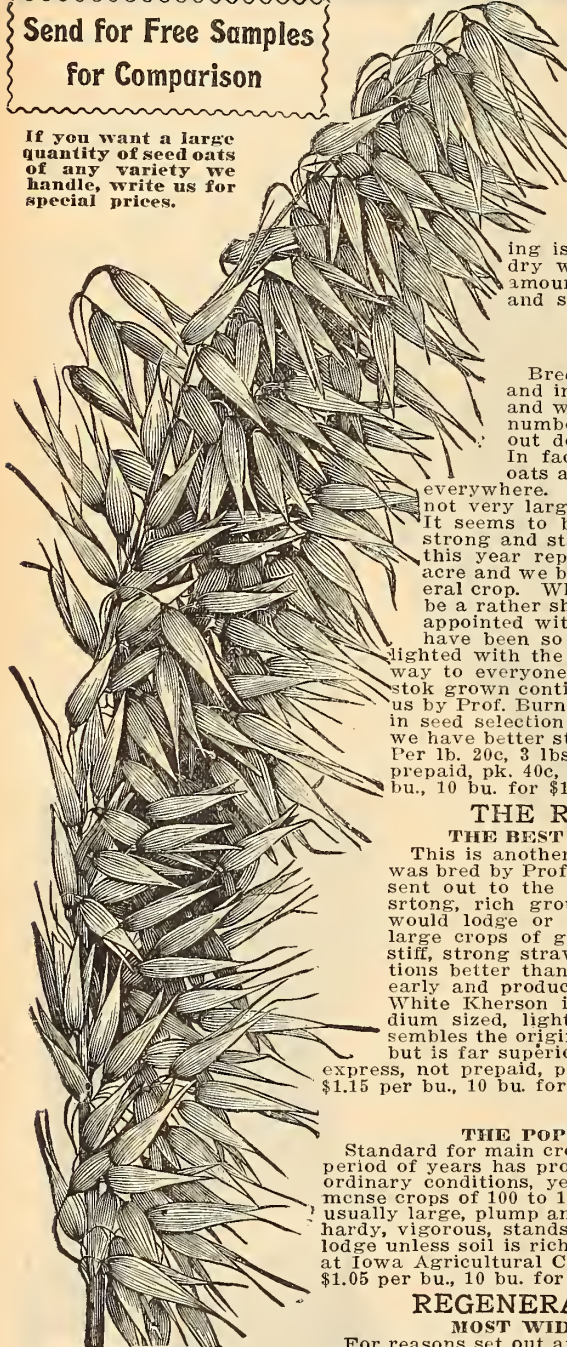 Send for Free Samples
for Comparison
If you want a large
quantity of seed oats
of any variety we
handle, write us for
special prices.
ing is
dry w
amour
and s
Bree
and in
and w
numbe
out de
In fac
oats a
everywhere.
not very larg
It seems to b
strong and st
this year rep
acre and we b
eral crop. Wh
be a rather sh
appointed with
have been so
lighted with the
way to everyone
stok grown conti
us by Prof. Burn
in seed selection
we have better st
Per lb. 20c, 3 lbs
prepaid, pk. 40c,
bu., 10 bu. for $1
THE R
THE BEST
This is another
was bred by Prof
sent out to the
srtong, rich grou
would lodge or
large crops of g
stiff, strong straw
tions better than
early and produc
White Kherson i
dium sized, light
sembles the origin
but is far superio
express, not prepaid, p
$1.15 per bu., 10 bu. for
THE POP
Standard for main cro
period of years has pro
ordinary conditions, ye
mense crops of 100 to 1
usually large, plump an
hardy, vigorous, stands
lodge unless soil is rich
at Iowa Agricultural C
$1.05 per bu., 10 bu. for
REGENERA
MOST WID
For reasons set out a